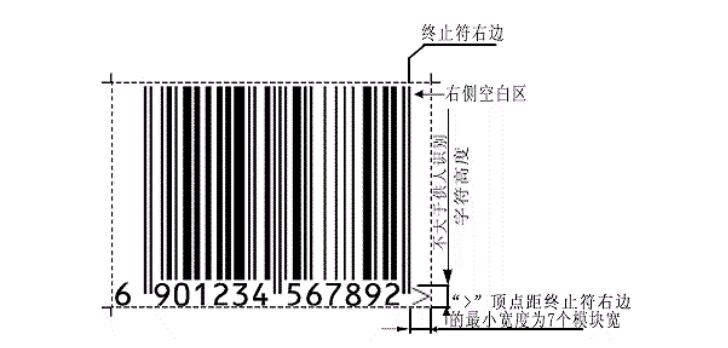 终止符右边
右侧空白区
不大于供人识别
字符高度
6 901234 567892 >
“>”顶点距终止符右边
的最小宽度为7个模块宽